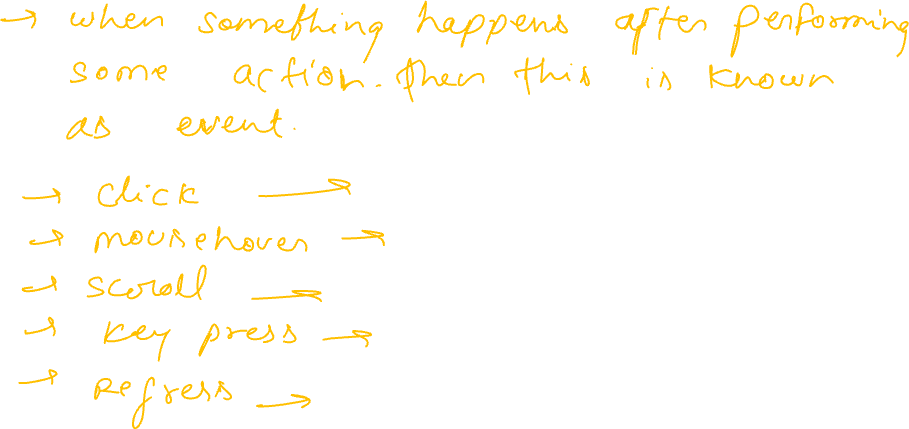 → when something happens after performing
some action. then this is known
as event.
→ click →
→ mousehover →
→ scroll →
→ key press →
→ Refress →